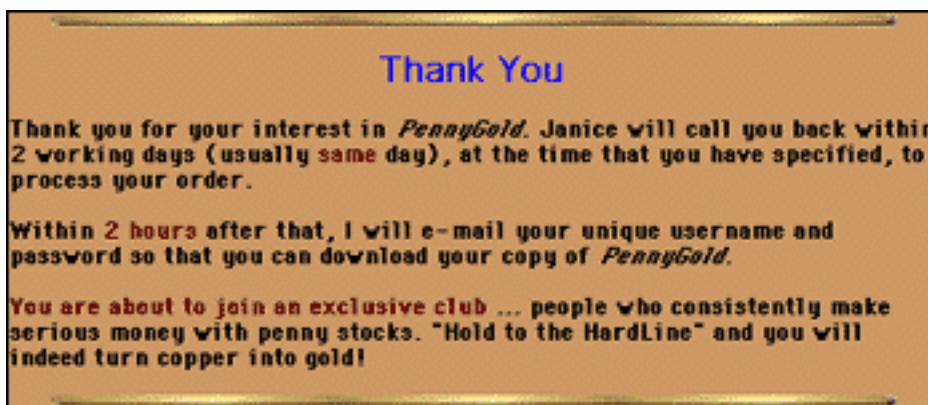 Thank You
Thank you for your interest in PennyGold. Janice will call you back within
2 working days (usually same day), at the time that you have specified, to
process your order.
Within 2 hours after that, I will e-mail your unique username and
password so that you can download your copy of PennyGold.
You are about to join an exclusive club ... people who consistently make
serious money with penny stocks. "Hold to the HardLine" and you will
indeed turn copper into gold!